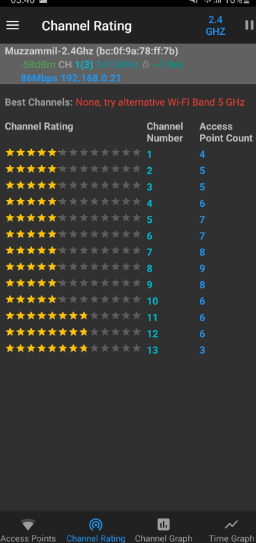 Channel Rating
2.4
GHZ
Muzzammil-2.4Ghz (bc:0f:9a:78:ff:7b)
-58dBm CH 1(3) 2412MHz
86Mbps 192.168.0.21
Best Channels: None, try alternative Wi-Fi Band 5 GHz
Channel Rating Channel Number Access Point Count
1 4
2 5
3 5
4 6
5 7
6 7
7 8
8 9
9 8
10 6
11 6
12 6
13 3
Access Points Channel Rating Channel Graph Time Graph